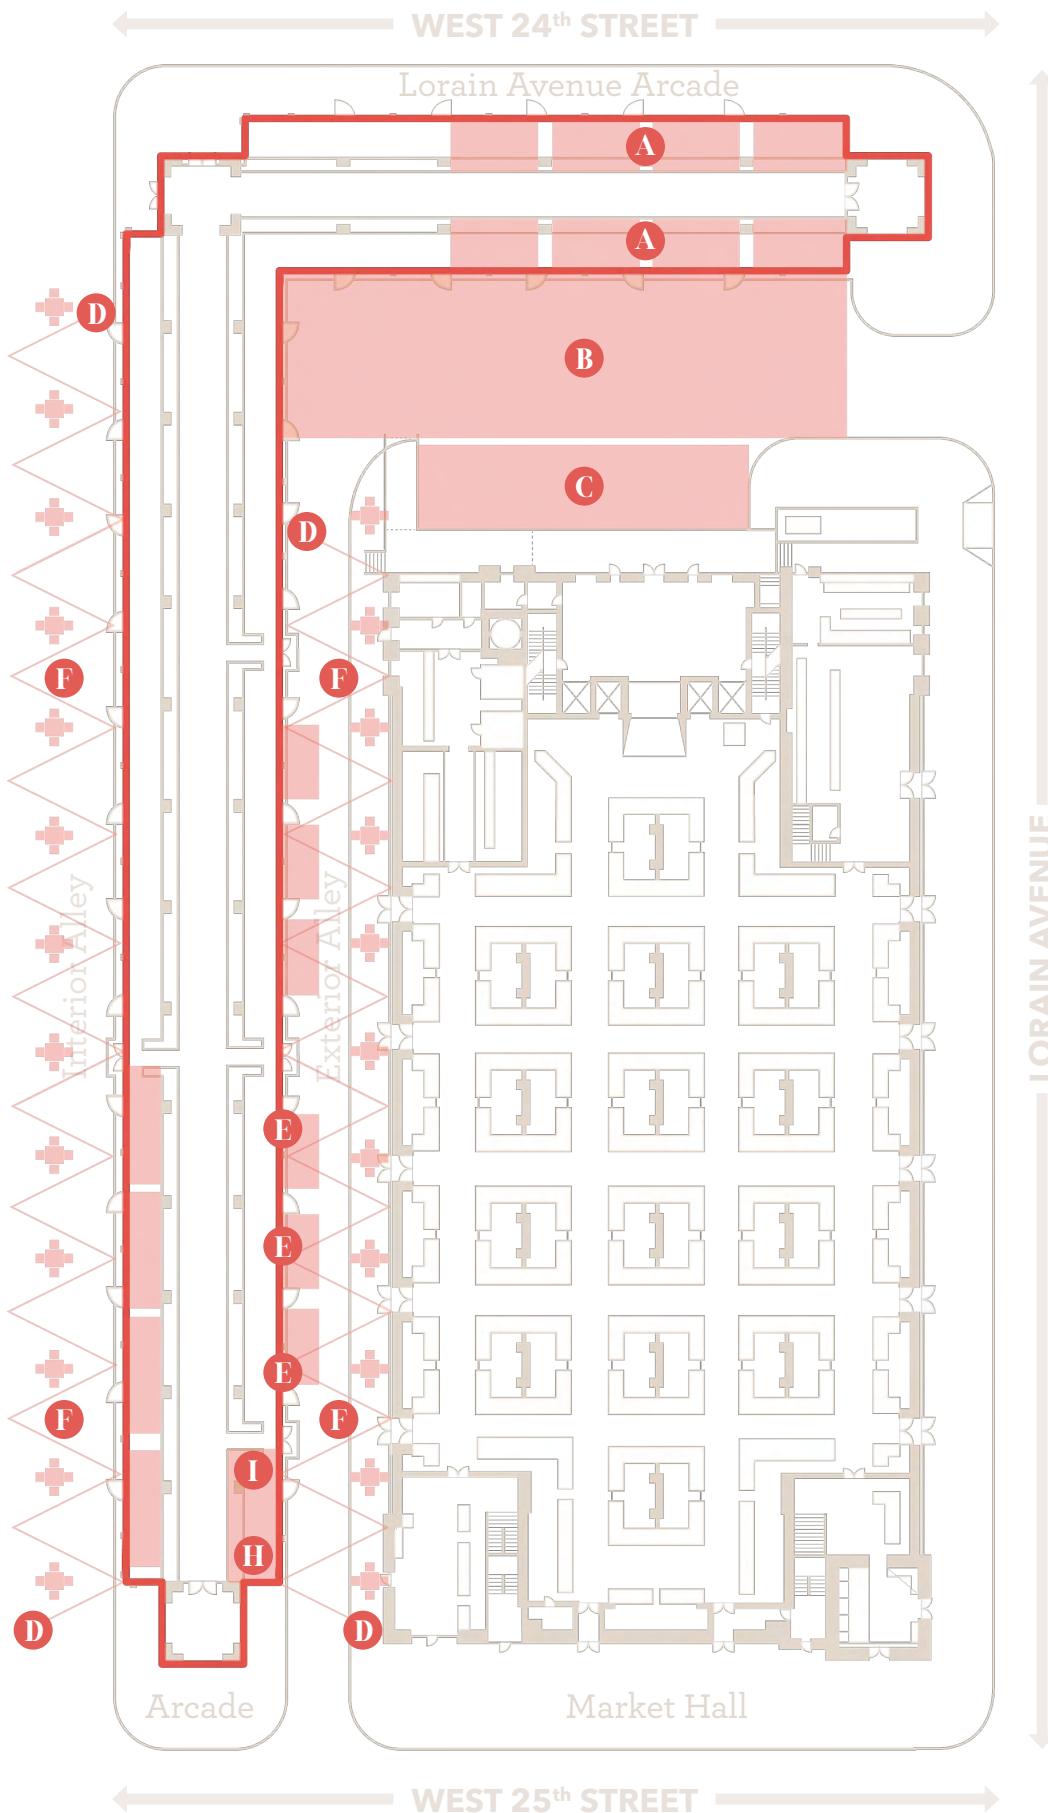 WEST 24th STREET
Lorain Avenue Arcade
A
A
D
B
C
D
F
F
LORAIN AVENUE
Interior Alley
Exterior Alley
E
E
E
F
F
I
H
D
D
Arcade
Market Hall
WEST 25th STREET